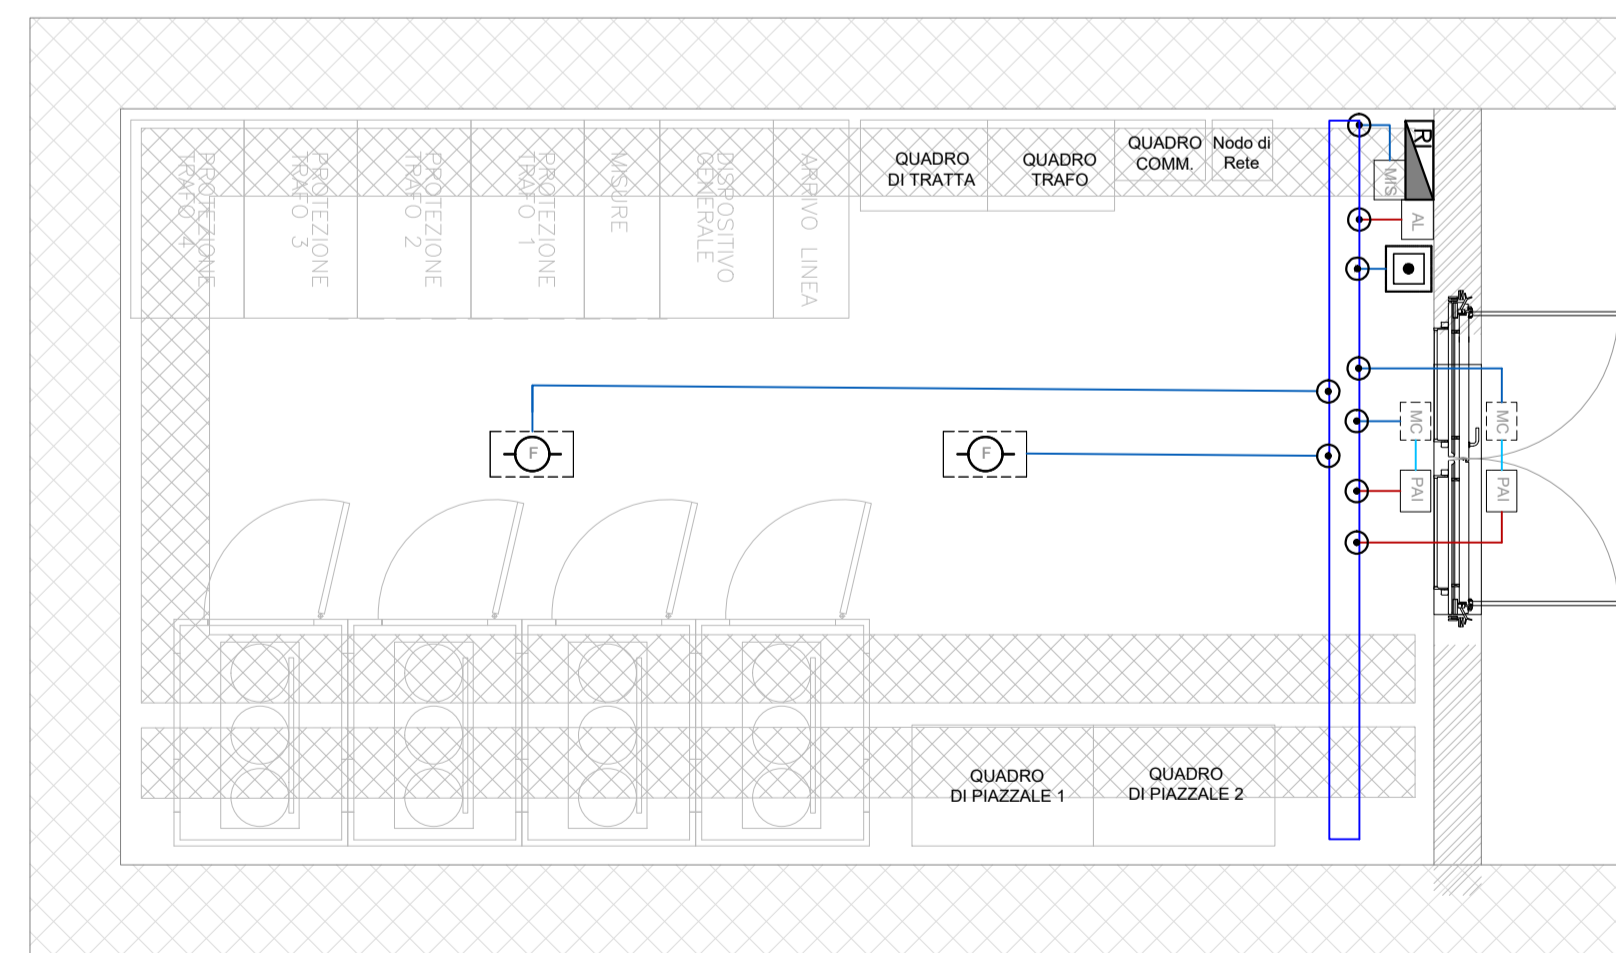 PROTEZIONE
TRAFO 4
PROTEZIONE
TRAFO 3
PROTEZIONE
TRAFO 2
PROTEZIONE
TRAFO 1
MISURE
DISPOSITIVO
GENERALE
ARRIVO LINEA
QUADRO
DI TRATTA
QUADRO
TRAFO
QUADRO
COMM.
Nodo di
Rete
RI
MIS
AL
F
F
MC
MC
PAI
PAI
QUADRO
DI PIAZZALE 1
QUADRO
DI PIAZZALE 2